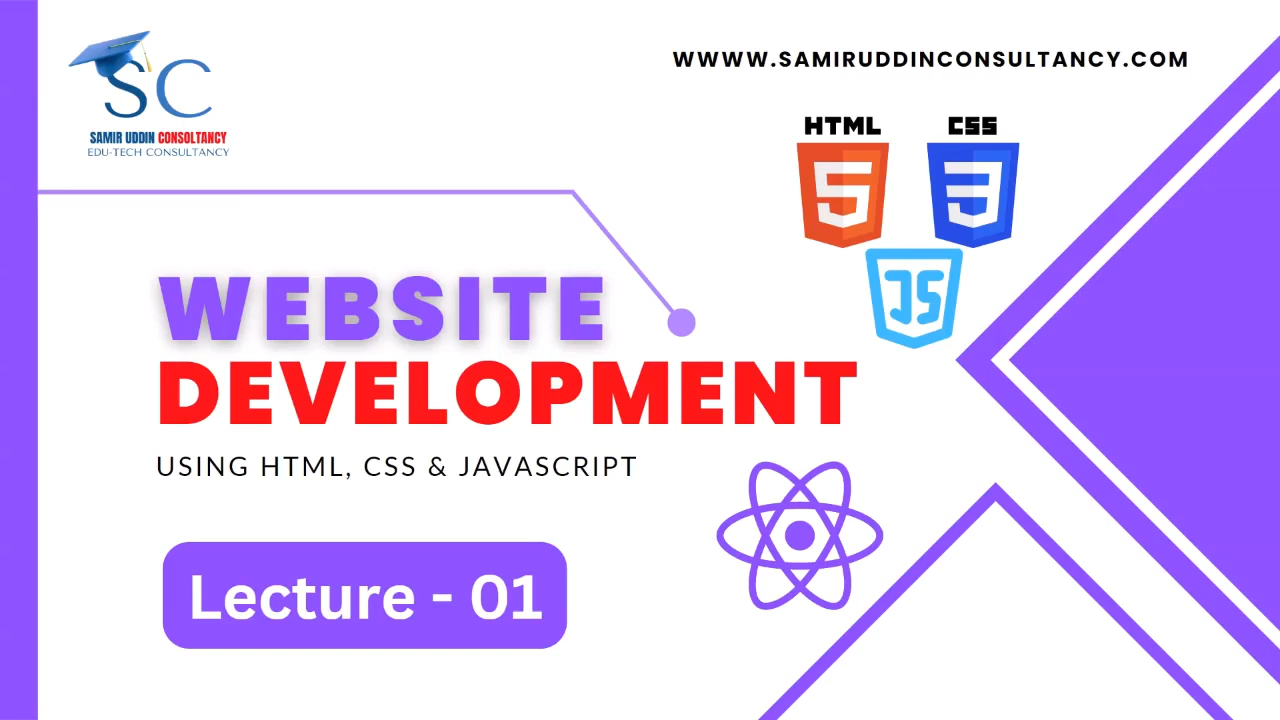 SC
SAMIR UDDIN CONSOLTANCY
EDU-TECH CONSULTANCY
WWWW.SAMIRUDDINCONSULTANCY.COM
HTML CSS
5 3
JS
WEBSITE
DEVELOPMENT
USING HTML, CSS & JAVASCRIPT
Lecture - 01